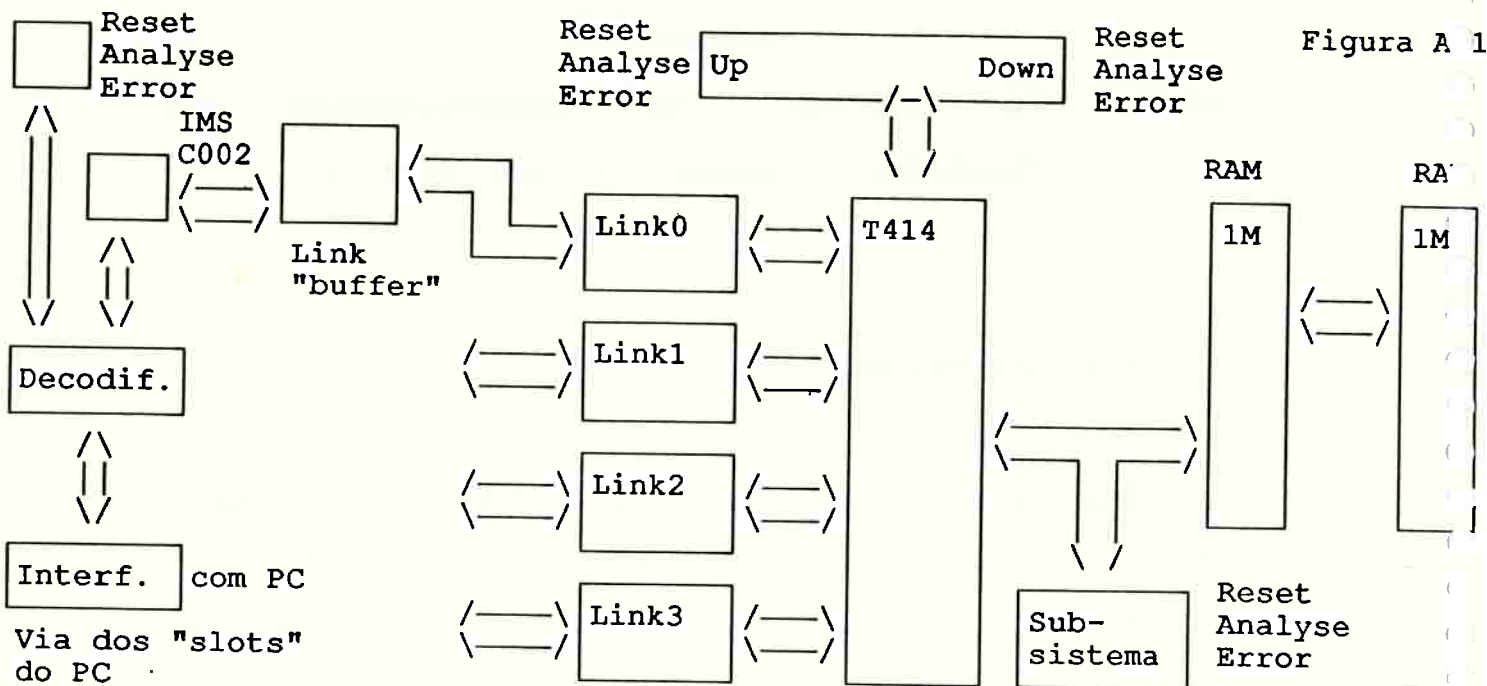 Reset
Analyse
Error
Reset
Analyse
Error
Up
Down
Reset
Analyse
Error
Figura A 1
IMS
C002
Link
"buffer"
Link0
T414
RAM
1M
1M
Decodif.
Link1
Link2
Interf.
com PC
Via dos "slots"
do PC
Link3
Sub-
sistema
Reset
Analyse
Error